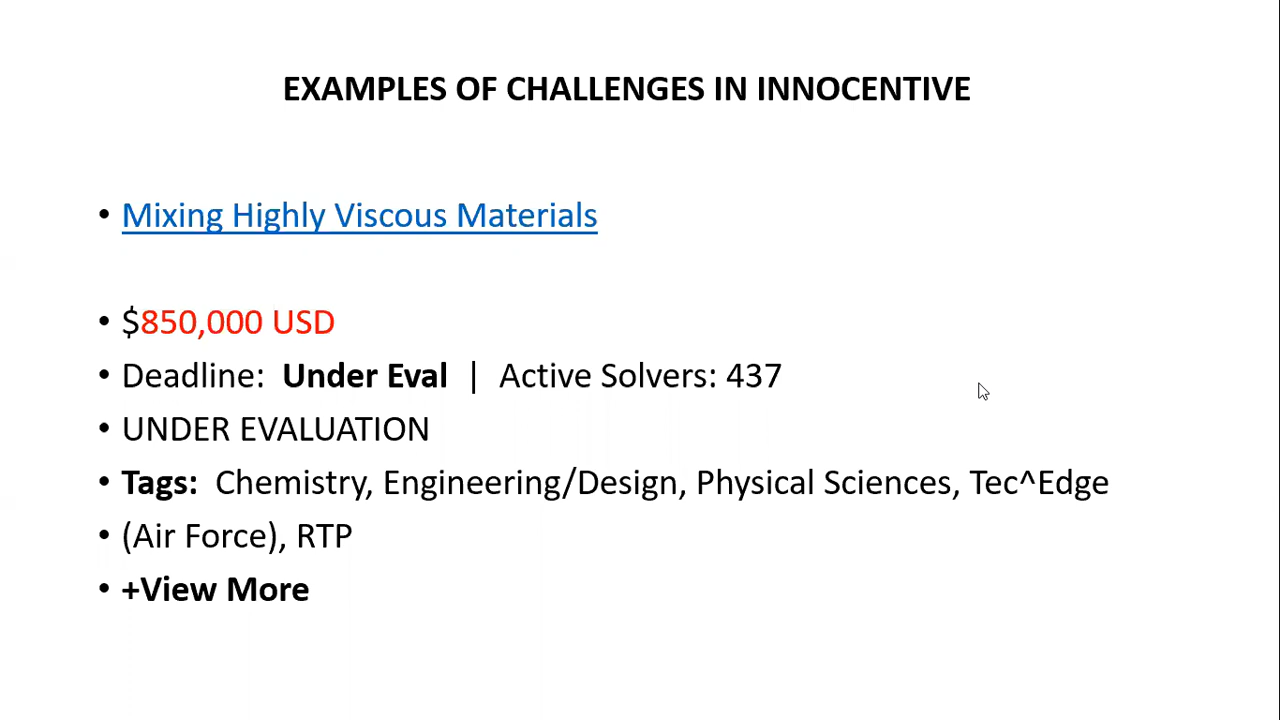 EXAMPLES OF CHALLENGES IN INNOCENTIVE
• Mixing Highly Viscous Materials
• $850,000 USD
• Deadline: Under Eval | Active Solvers: 437
• UNDER EVALUATION
• Tags: Chemistry, Engineering/Design, Physical Sciences, Tec^Edge
• (Air Force), RTP
• +View More